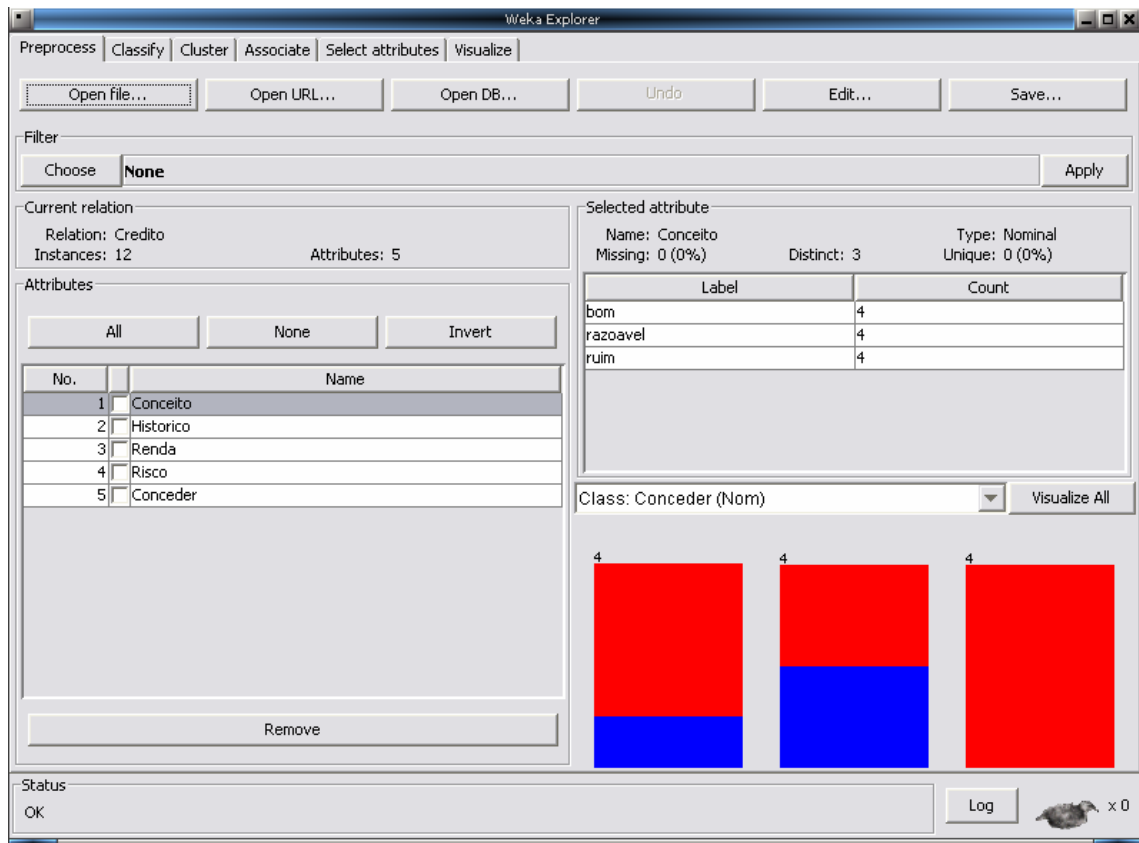 Weka Explorer
Preprocess Classify Cluster Associate Select attributes Visualize
Open file... Open URL... Open DB... Undo Edit... Save...
Filter
Choose None Apply
Current relation
Relation: Credito
Instances: 12 Attributes: 5
Attributes
All None Invert
No. Name
1 Conceito
2 Historico
3 Renda
4 Risco
5 Conceder
Remove
Selected attribute
Name: Conceito Type: Nominal
Missing: 0 (0%) Distinct: 3 Unique: 0 (0%)
Label Count
bom 4
razoavel 4
ruim 4
Class: Conceder (Nom) Visualize All
4 4 4
Status
OK
Log x 0